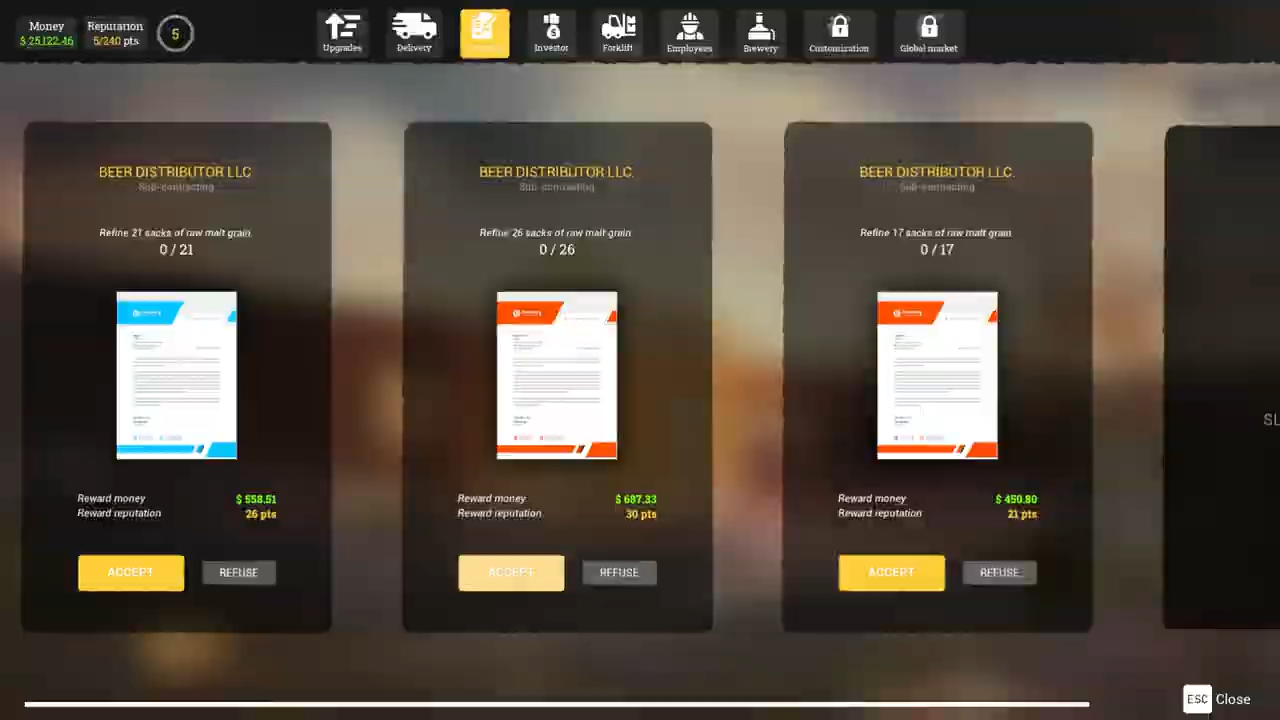 Money
$ 25,122.46
Reputation
5/240 pts
5
Upgrades
Delivery
Investor
Forklift
Employees
Brewery
Customization
Global market
BEER DISTRIBUTOR LLC.
Sub-contracting
Refine 21 sacks of raw malt grain.
0 / 21
Reward money
$ 558.51
Reward reputation
26 pts
ACCEPT
REFUSE
BEER DISTRIBUTOR LLC.
Sub-contracting
Refine 26 sacks of raw malt grain.
0 / 26
Reward money
$ 687.33
Reward reputation
30 pts
ACCEPT
REFUSE
BEER DISTRIBUTOR LLC.
Sub-contracting
Refine 17 sacks of raw malt grain.
0 / 17
Reward money
$ 450.80
Reward reputation
21 pts
ACCEPT
REFUSE
SL
ESC Close